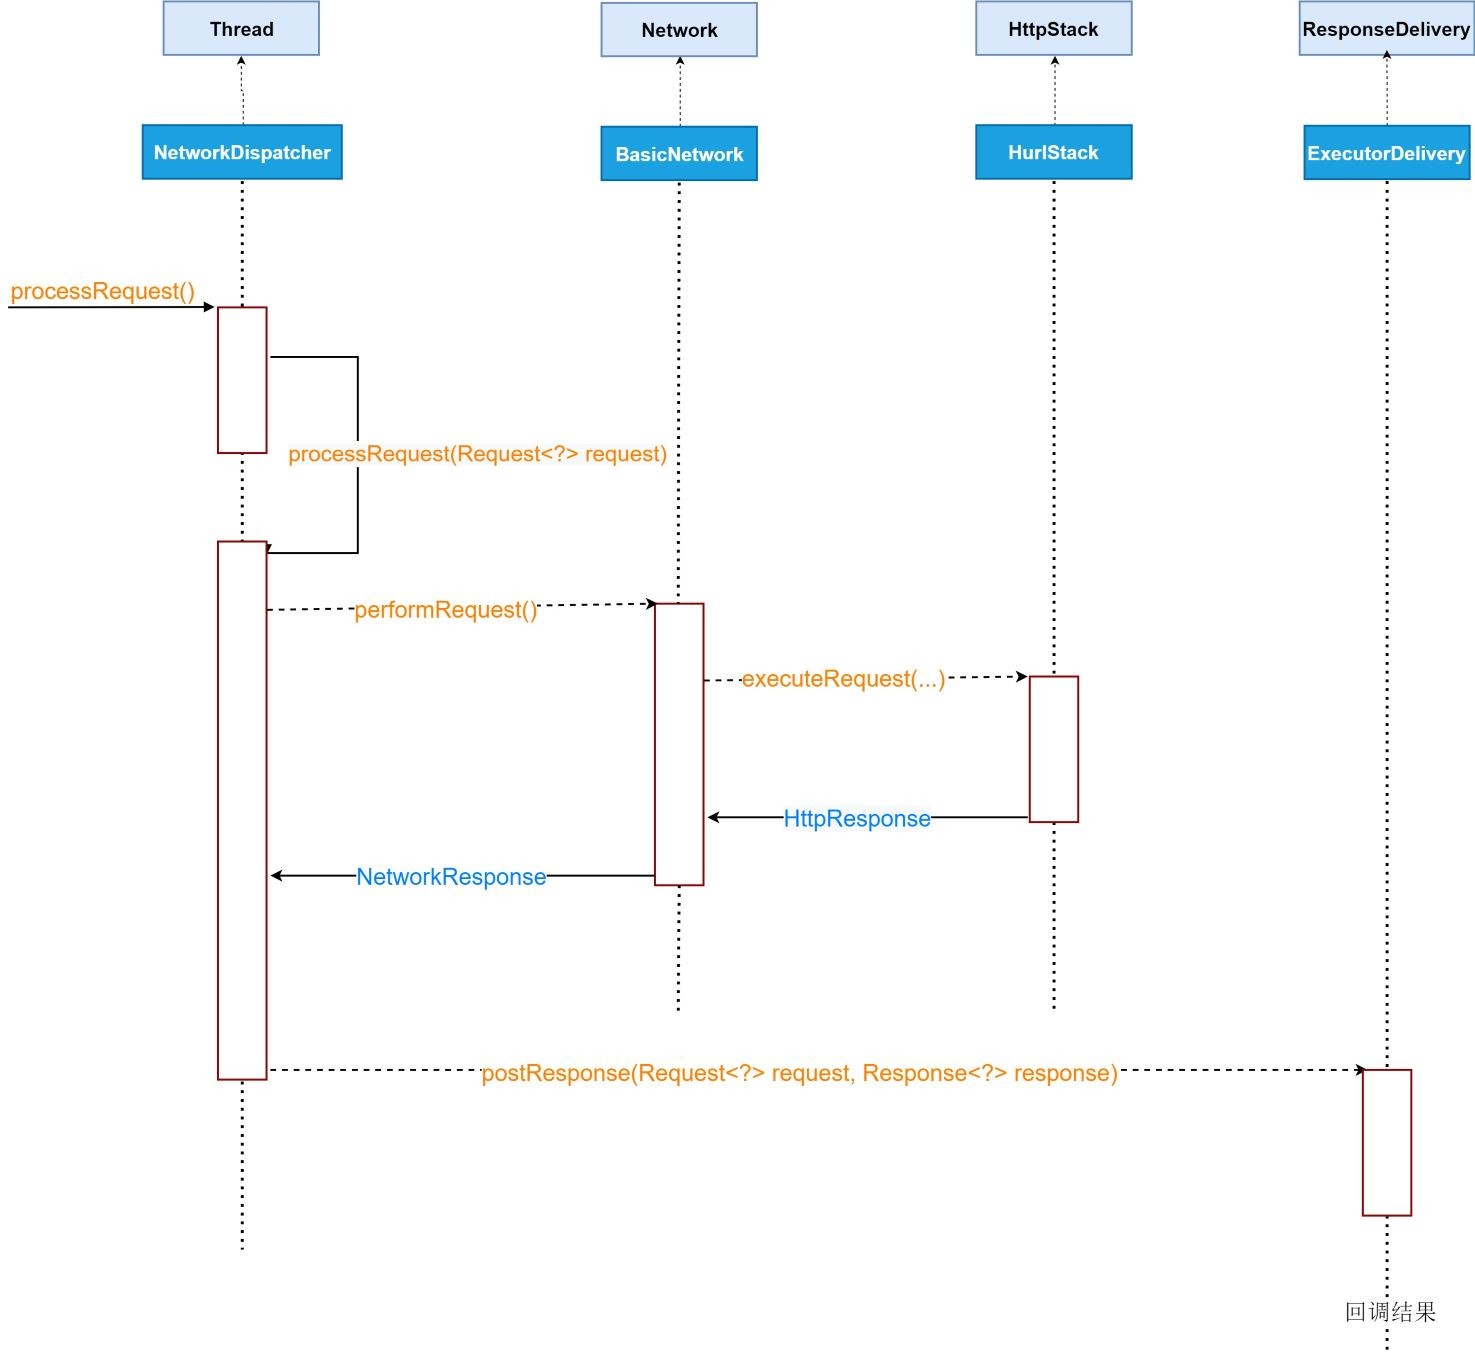 Thread
Network
HttpStack
ResponseDelivery
NetworkDispatcher
BasicNetwork
HurlStack
ExecutorDelivery
processRequest()
processRequest(Request<?> request)
performRequest()
executeRequest(...)
HttpResponse
NetworkResponse
postResponse(Request<?> request, Response<?> response)
回调结果